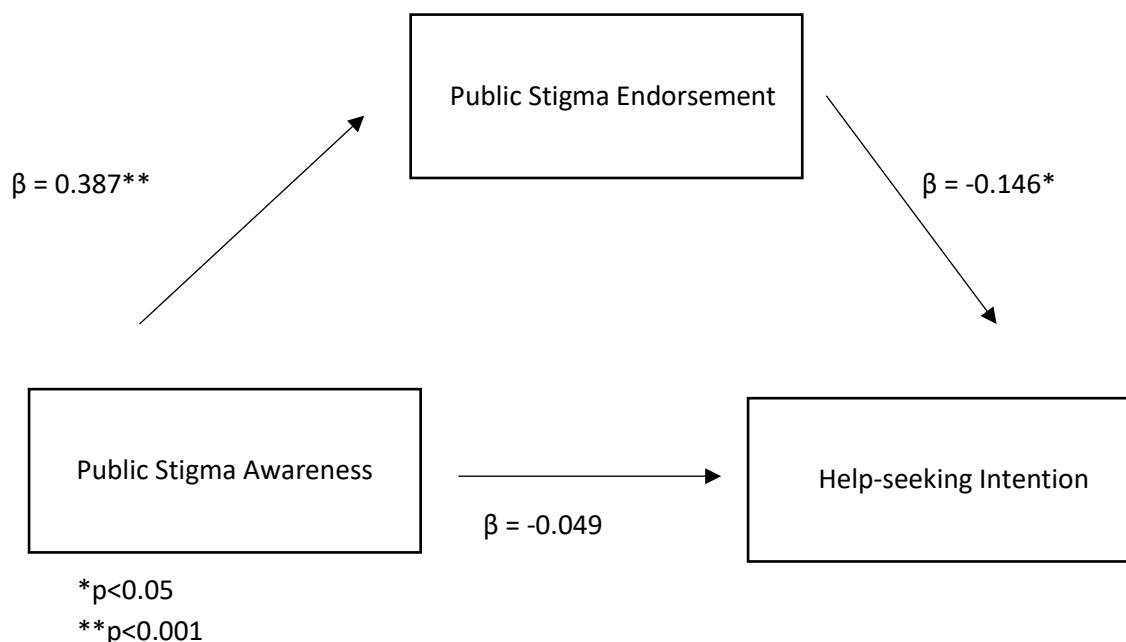 Public Stigma Endorsement
β = 0.387**
β = -0.146*
Public Stigma Awareness
Help-seeking Intention
β = -0.049
*p<0.05
**p<0.001